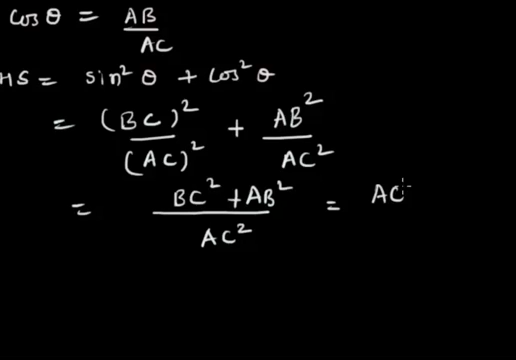 cos θ = AB / AC
HS = sin² θ + cos² θ
= (BC)² / (AC)² + AB² / AC²
= BC² + AB² / AC² = AC